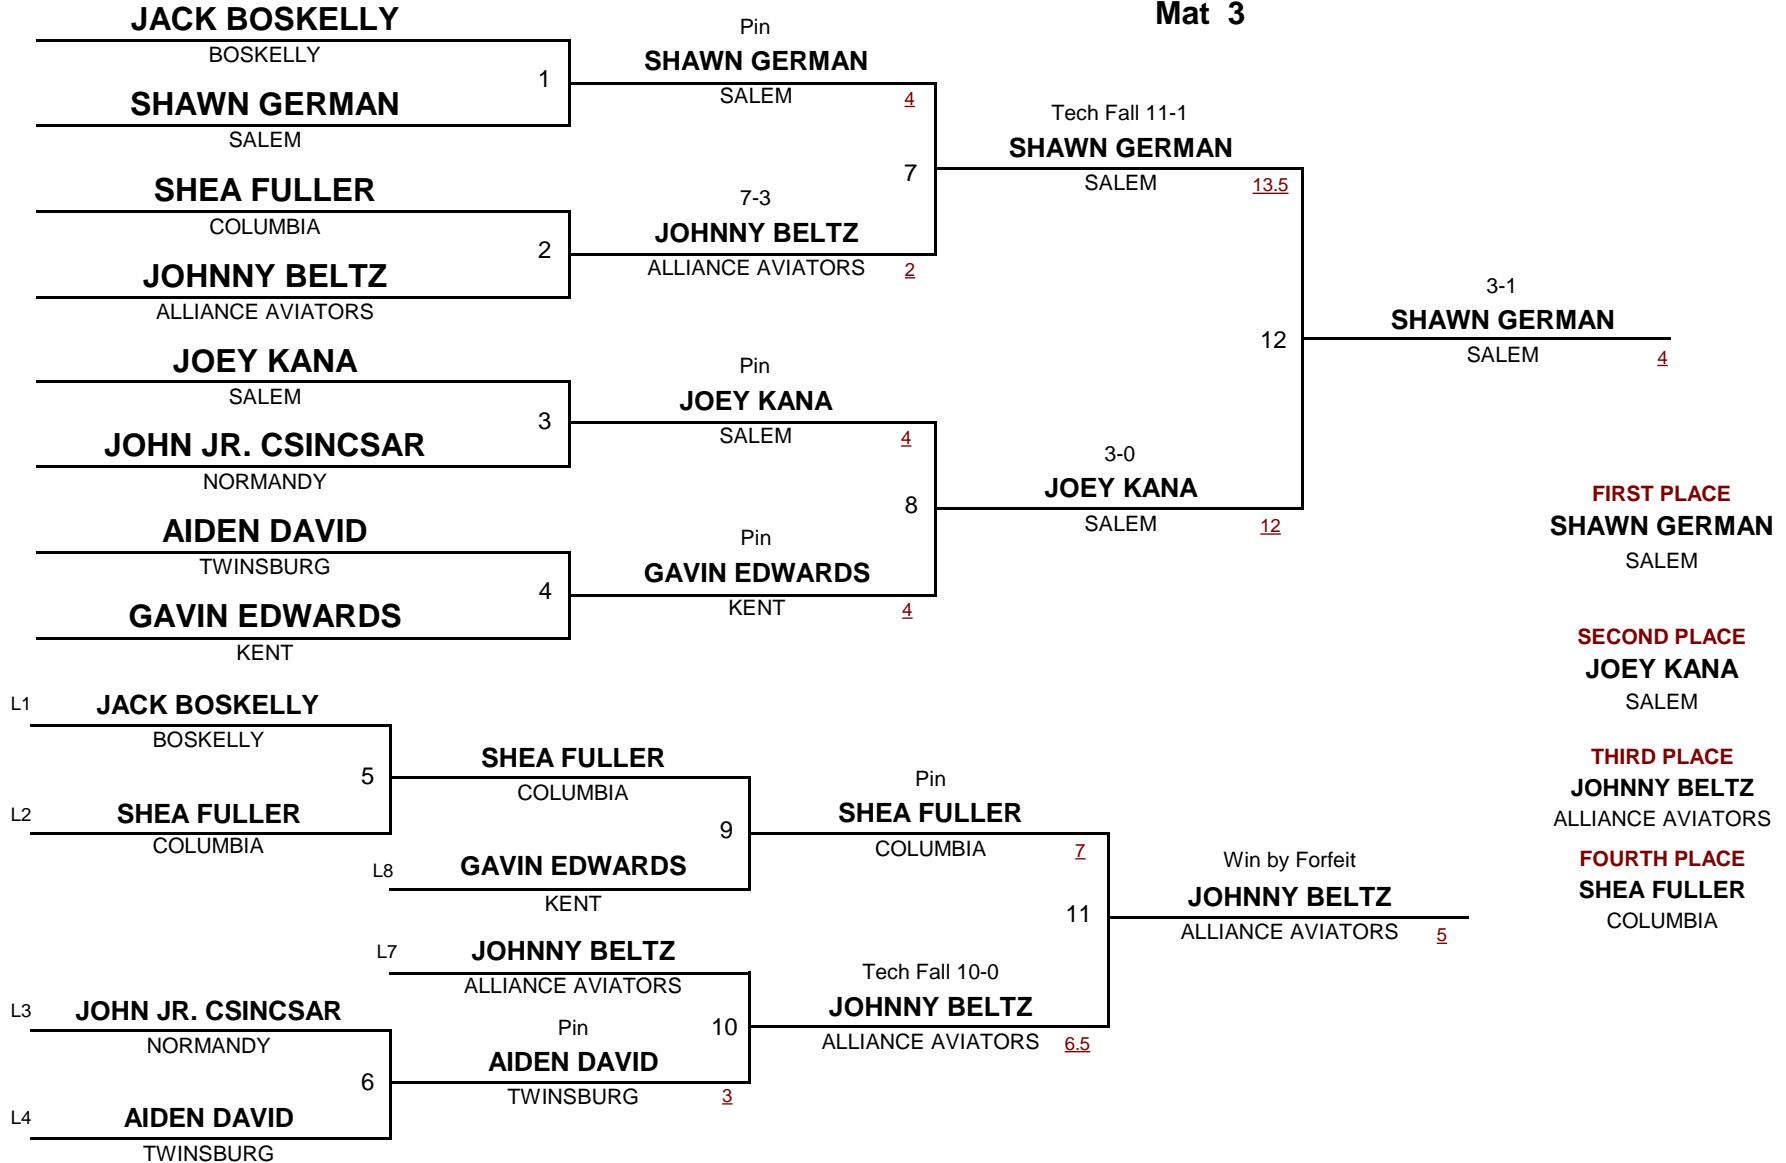 Mat 3
JACK BOSKELLY
BOSKELLY
1
SHAWN GERMAN
SALEM
SHEA FULLER
COLUMBIA
2
JOHNNY BELTZ
ALLIANCE AVIATORS
JOEY KANA
SALEM
3
JOHN JR. CSINCSAR
NORMANDY
AIDEN DAVID
TWINSBURG
4
GAVIN EDWARDS
KENT
Pin
SHAWN GERMAN
SALEM
4
7
7-3
JOHNNY BELTZ
ALLIANCE AVIATORS
2
Pin
JOEY KANA
SALEM
4
8
Pin
GAVIN EDWARDS
KENT
4
Tech Fall 11-1
SHAWN GERMAN
SALEM
13.5
12
3-0
JOEY KANA
SALEM
12
3-1
SHAWN GERMAN
SALEM
4
FIRST PLACE
SHAWN GERMAN
SALEM
SECOND PLACE
JOEY KANA
SALEM
THIRD PLACE
JOHNNY BELTZ
ALLIANCE AVIATORS
FOURTH PLACE
SHEA FULLER
COLUMBIA
L1
JACK BOSKELLY
BOSKELLY
5
L2
SHEA FULLER
COLUMBIA
L3
JOHN JR. CSINCSAR
NORMANDY
6
L4
AIDEN DAVID
TWINSBURG
SHEA FULLER
COLUMBIA
9
L8
GAVIN EDWARDS
KENT
L7
JOHNNY BELTZ
ALLIANCE AVIATORS
10
Pin
AIDEN DAVID
TWINSBURG
3
Pin
SHEA FULLER
COLUMBIA
7
11
Tech Fall 10-0
JOHNNY BELTZ
ALLIANCE AVIATORS
6.5
Win by Forfeit
JOHNNY BELTZ
ALLIANCE AVIATORS
5